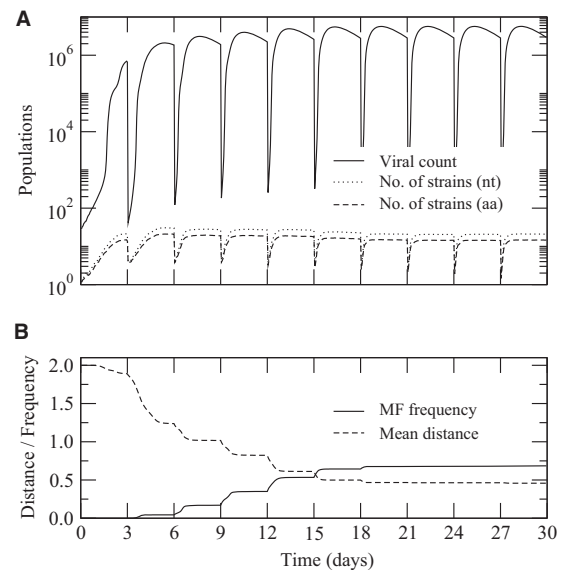 A
10^6
10^4
10^2
10^0
Populations
Viral count
No. of strains (nt)
No. of strains (aa)
B
2.0
1.5
1.0
0.5
0.0
Distance / Frequency
MF frequency
Mean distance
0 3 6 9 12 15 18 21 24 27 30
Time (days)